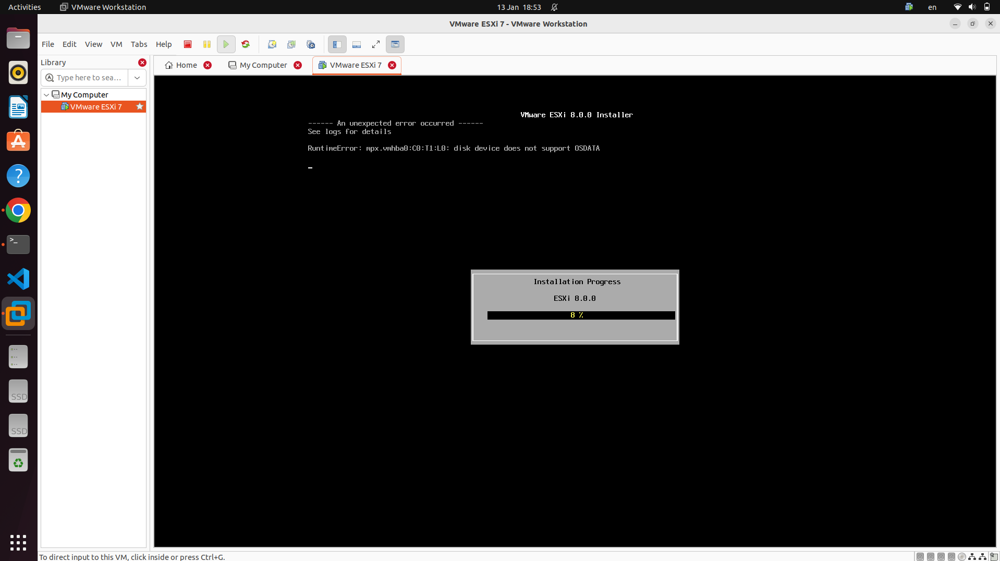 Activities
VMware Workstation
13 Jan 18:53
en
VMware ESXi 7 - VMware Workstation
File Edit View VM Tabs Help
Library
Home
My Computer
VMware ESXi 7
Type here to sea...
My Computer
VMware ESXi 7
VMware ESXi 8.0.0 Installer
------ An unexpected error occurred ------
See logs for details
RuntimeError: mpx.vmhba0:C0:T1:L0: disk device does not support OSDATA
Installation Progress
ESXi 8.0.0
8 %
SSD
SSD
To direct input to this VM, click inside or press Ctrl+G.